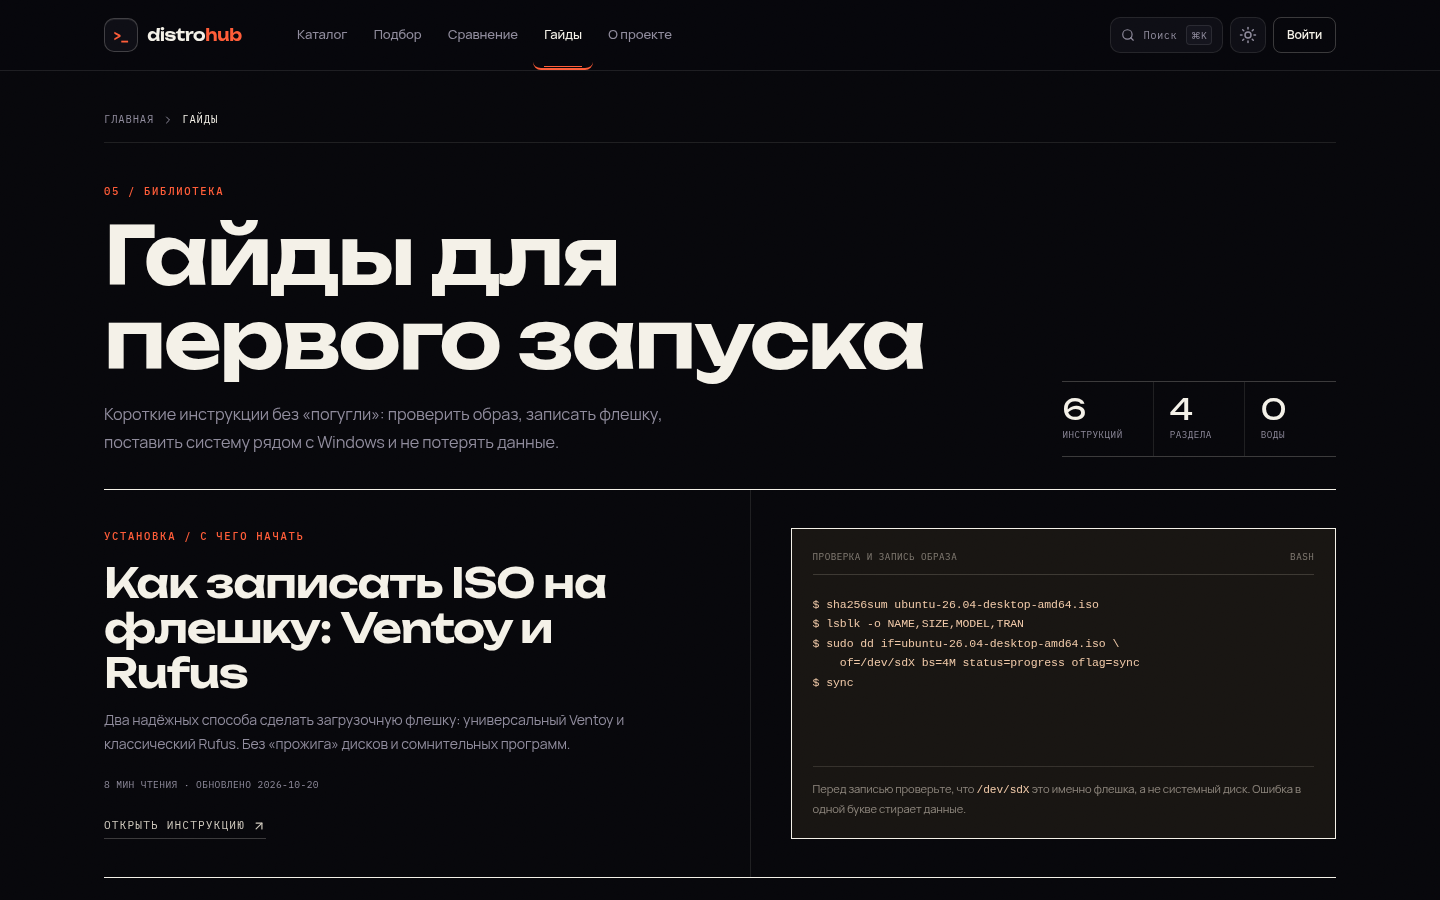 >_ distrohub
Каталог
Подбор
Сравнение
Гайды
О проекте
Поиск ⌘K
Войти
ГЛАВНАЯ > ГАЙДЫ
05 / БИБЛИОТЕКА
Гайды для
первого запуска
Короткие инструкции без «погугли»: проверить образ, записать флешку,
поставить систему рядом с Windows и не потерять данные.
6
ИНСТРУКЦИЙ
4
РАЗДЕЛА
0
ВОДЫ
УСТАНОВКА / С ЧЕГО НАЧАТЬ
Как записать ISO на
флешку: Ventoy и
Rufus
Два надёжных способа сделать загрузочную флешку: универсальный Ventoy и
классический Rufus. Без «прожига» дисков и сомнительных программ.
8 МИН ЧТЕНИЯ · ОБНОВЛЕНО 2026-10-20
ОТКРЫТЬ ИНСТРУКЦИЮ
ПРОВЕРКА И ЗАПИСЬ ОБРАЗА
BASH
$ sha256sum ubuntu-26.04-desktop-amd64.iso
$ lsblk -o NAME,SIZE,MODEL,TRAN
$ sudo dd if=ubuntu-26.04-desktop-amd64.iso \
of=/dev/sdX bs=4M status=progress oflag=sync
$ sync
Перед записью проверьте, что /dev/sdX это именно флешка, а не системный диск. Ошибка в
одной букве стирает данные.